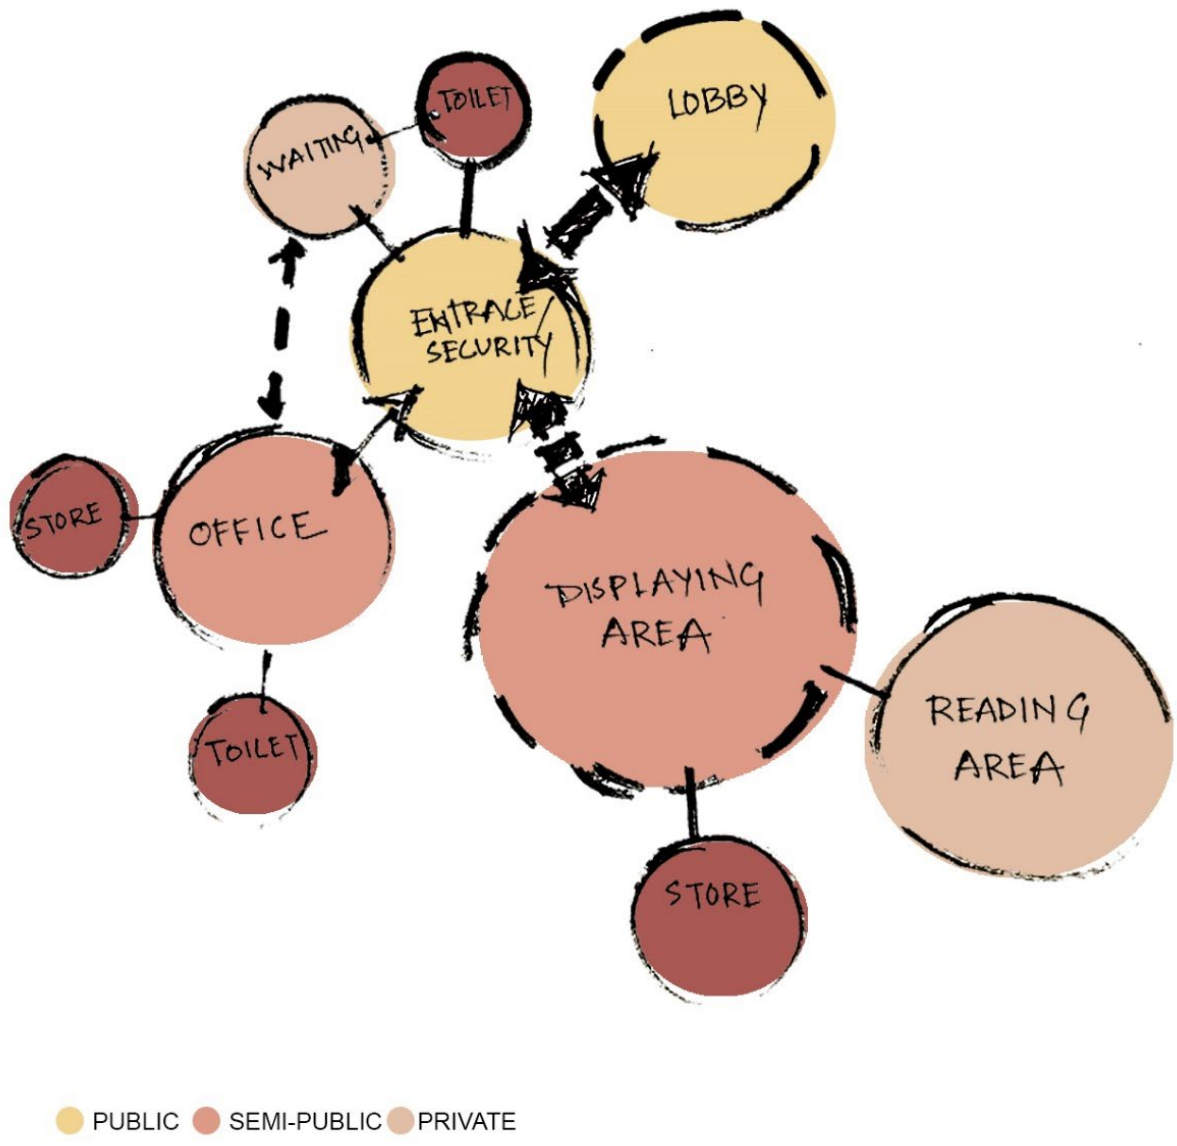 LOBBY
TOILET
WAITING
ENTRACE/
SECURITY
STORE
OFFICE
DISPLAYING
AREA
READING
AREA
TOILET
STORE
PUBLIC
SEMI-PUBLIC
PRIVATE